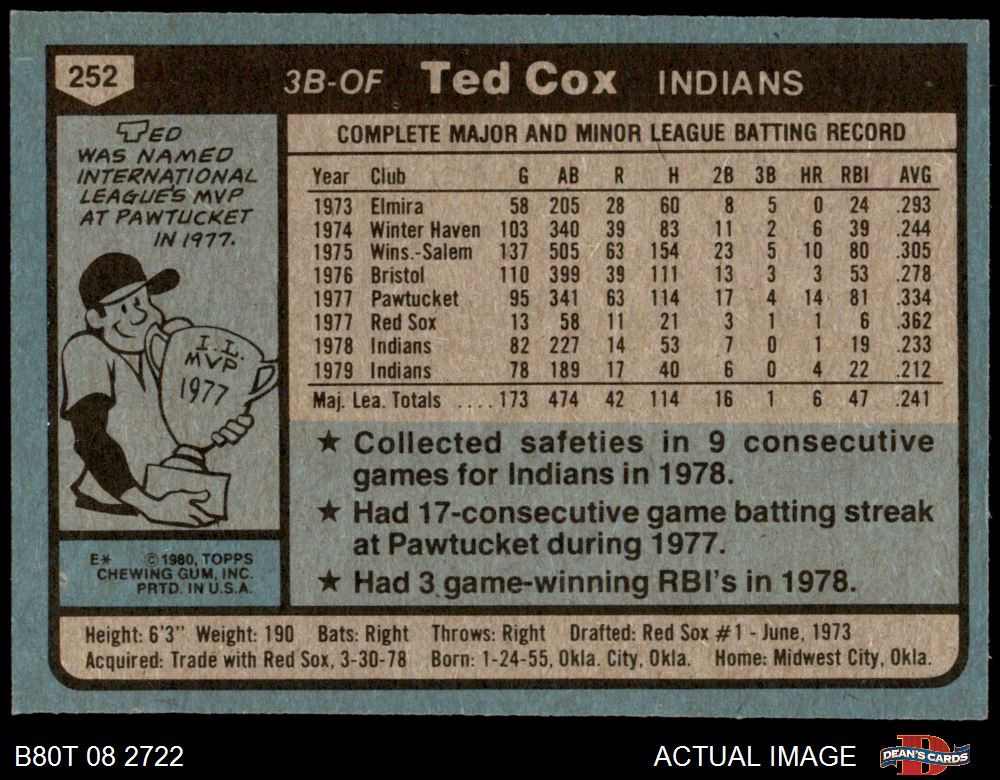 252
3B-OF Ted Cox INDIANS
TED
WAS NAMED
INTERNATIONAL
LEAGUE'S MVP
AT PAWTUCKET
IN 1977.
I.L.
MVP
1977
COMPLETE MAJOR AND MINOR LEAGUE BATTING RECORD
Year Club G AB R H 2B 3B HR RBI AVG
1973 Elmira 58 205 28 60 8 5 0 24 .293
1974 Winter Haven 103 340 39 83 11 2 6 39 .244
1975 Wins.-Salem 137 505 63 154 23 5 10 80 .305
1976 Bristol 110 399 39 111 13 3 3 53 .278
1977 Pawtucket 95 341 63 114 17 4 14 81 .334
1977 Red Sox 13 58 11 21 3 1 1 6 .362
1978 Indians 82 227 14 53 7 0 1 19 .233
1979 Indians 78 189 17 40 6 0 4 22 .212
Maj. Lea. Totals .... 173 474 42 114 16 1 6 47 .241
★ Collected safeties in 9 consecutive
games for Indians in 1978.
★ Had 17-consecutive game batting streak
at Pawtucket during 1977.
★ Had 3 game-winning RBI's in 1978.
E* © 1980, TOPPS
CHEWING GUM, INC.
PRTD. IN U.S.A.
Height: 6'3" Weight: 190 Bats: Right Throws: Right Drafted: Red Sox #1 - June, 1973
Acquired: Trade with Red Sox, 3-30-78 Born: 1-24-55, Okla. City, Okla. Home: Midwest City, Okla.
B80T 08 2722
ACTUAL IMAGE
DEAN'S CARDS